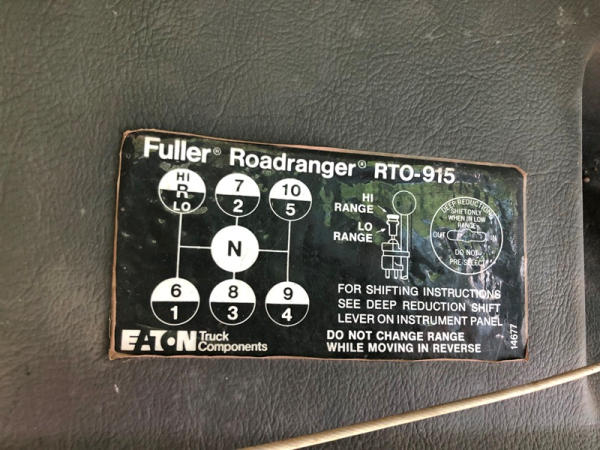 Fuller® Roadranger® RTO-915
HI
R
LO
7
2
10
5
HI
RANGE
LO
RANGE
DEEP REDUCTION
SHIFT ONLY
WHEN IN LOW
RANGE
OUT
IN
DO NOT
PRE-SELECT
N
6
1
8
3
9
4
FOR SHIFTING INSTRUCTIONS
SEE DEEP REDUCTION SHIFT
LEVER ON INSTRUMENT PANEL
DO NOT CHANGE RANGE
WHILE MOVING IN REVERSE
EATON Truck
Components
14677